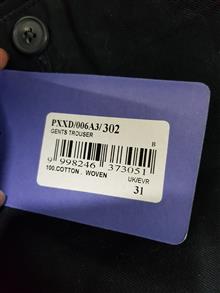 PXXD/006A3/302
GENTS TROUSER
B
9 998246 373051
UK/EVR
100.COTTON . WOVEN
31